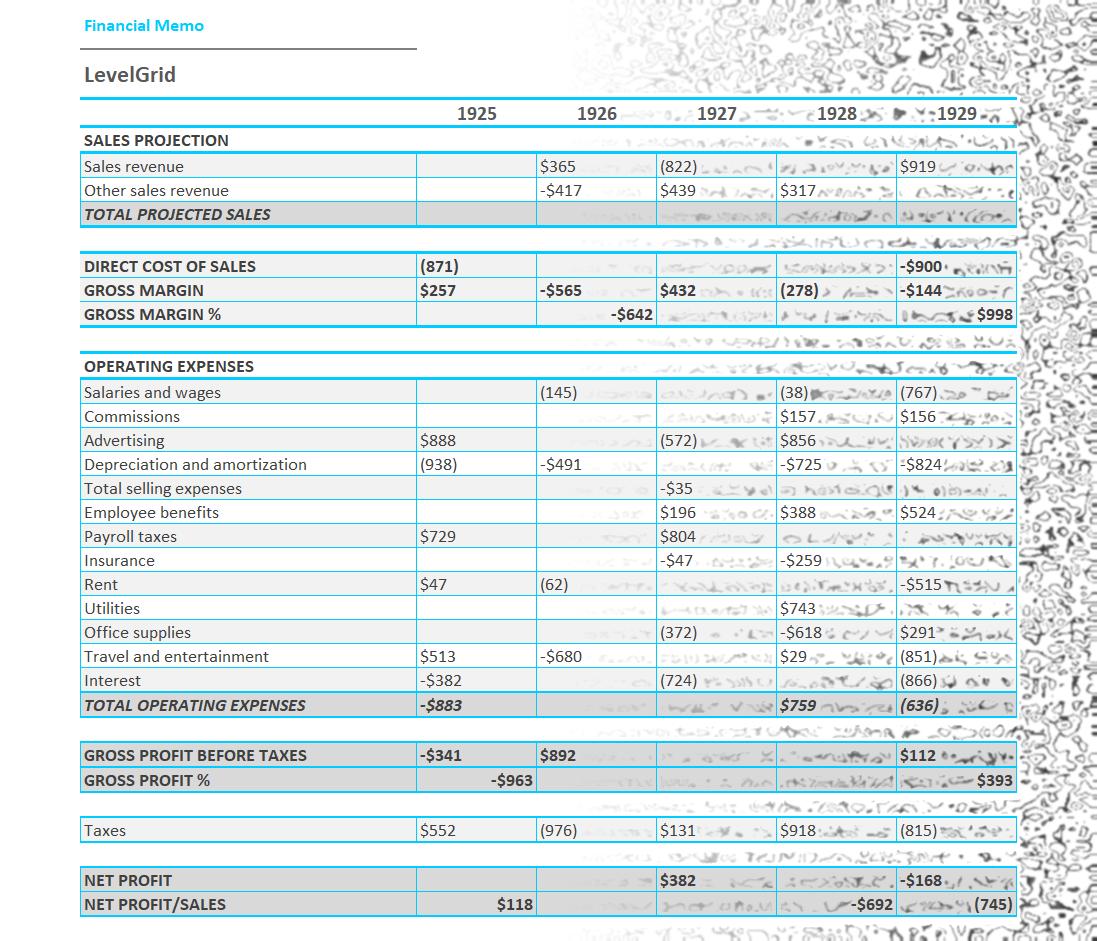 Financial Memo
LevelGrid
1925 1926 1927 1928 1929
SALES PROJECTION
Sales revenue $365 (822) $919
Other sales revenue -$417 $439 $317
TOTAL PROJECTED SALES
DIRECT COST OF SALES (871) -$900
GROSS MARGIN $257 -$565 $432 (278) -$144
GROSS MARGIN % -$642 $998
OPERATING EXPENSES
Salaries and wages (145) (38) (767)
Commissions $157 $156
Advertising $888 (572) $856
Depreciation and amortization (938) -$491 -$725 -$824
Total selling expenses -$35
Employee benefits $196 $388 $524
Payroll taxes $729 $804
Insurance -$47 -$259
Rent $47 (62) -$515
Utilities $743
Office supplies (372) -$618 $291
Travel and entertainment $513 -$680 $29 (851)
Interest -$382 (724) (866)
TOTAL OPERATING EXPENSES -$883 $759 (636)
GROSS PROFIT BEFORE TAXES -$341 $892 $112
GROSS PROFIT % -$963 $393
Taxes $552 (976) $131 $918 (815)
NET PROFIT $382 -$168
NET PROFIT/SALES $118 -$692 (745)